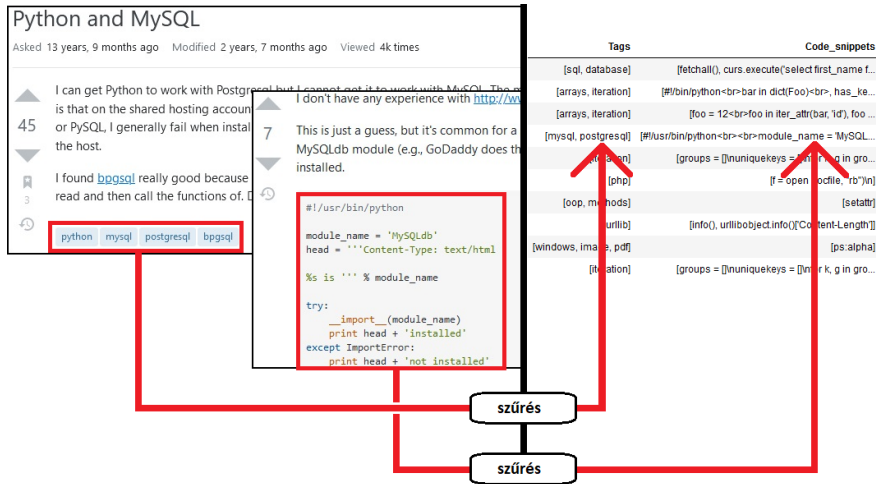 Python and MySQL
Asked 13 years, 9 months ago Modified 2 years, 7 months ago Viewed 4k times
I can get Python to work with Postgresql but I cannot get it to work with MySQL. The m
is that on the shared hosting accoun
or PySQL, I generally fail when instal
the host.
I found bpgsql really good because
read and then call the functions of. D
45
3
python mysql postgresql bpgsql
I don't have any experience with http://w
This is just a guess, but it's common for a
MySQLdb module (e.g., GoDaddy does th
installed.
7
#!/usr/bin/python
module_name = 'MySQLdb'
head = '''Content-Type: text/html
%s is ''' % module_name
try:
__import__(module_name)
print head + 'installed'
except ImportError:
print head + 'not installed'
Tags Code_snippets
[sql, database] [fetchall(), curs.execute('select first_name f...
[arrays, iteration] [#!/bin/python<br>bar in dict(Foo)<br>, has_ke...
[arrays, iteration] [foo = 12<br>foo in iter_attr(bar, 'id'), foo ...
[mysql, postgresql] [#!/usr/bin/python<br><br>module_name = 'MySQL...
[iteration] [groups = []\nuniquekeys = k, g in gro...
[php] [f = open "rb")\n]
[oop, methods] [setattr]
[info(), urllibobject.info()['Content-Length']]
[windows, image, pdf] [ps:alpha]
[iteration] [groups = []\nuniquekeys = []\nfor k, g in gro...
szűrés
szűrés